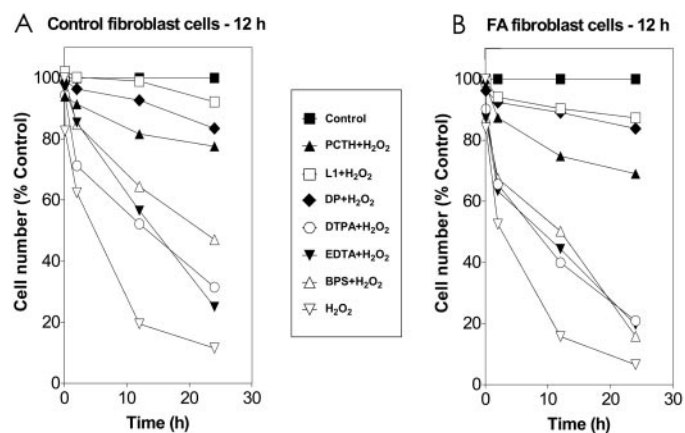 A Control fibroblast cells - 12 h
Cell number (% Control)
100
80
60
40
20
0
0 10 20 30
Time (h)
Control
PCTH+H₂O₂
L1+H₂O₂
DP+H₂O₂
DTPA+H₂O₂
EDTA+H₂O₂
BPS+H₂O₂
H₂O₂
B FA fibroblast cells - 12 h
Cell number (% Control)
100
80
60
40
20
0
0 10 20 30
Time (h)